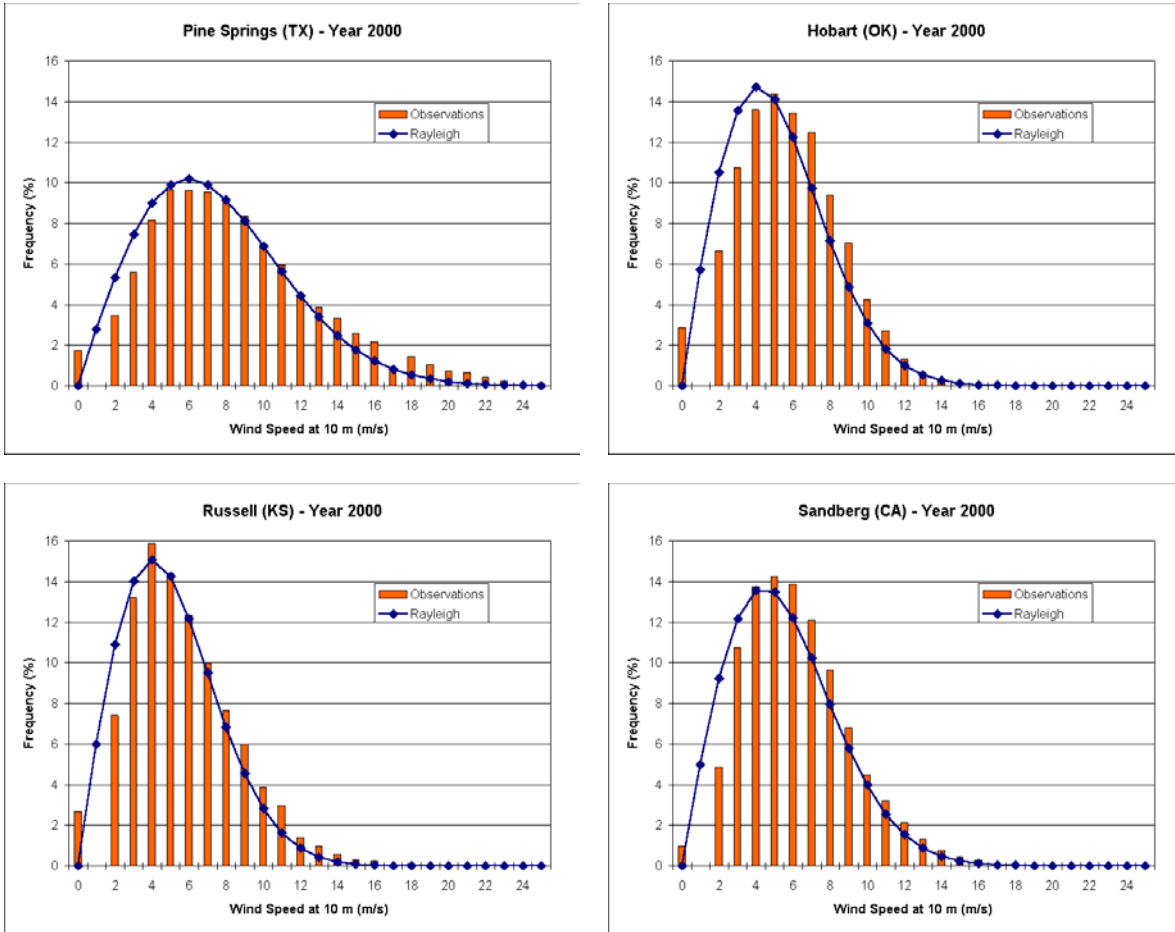 Pine Springs (TX) - Year 2000
16
14
12
10
8
6
4
2
0
Frequency (%)
Observations
Rayleigh
0 2 4 6 8 10 12 14 16 18 20 22 24
Wind Speed at 10 m (m/s)
Hobart (OK) - Year 2000
16
14
12
10
8
6
4
2
0
Frequency (%)
Observations
Rayleigh
0 2 4 6 8 10 12 14 16 18 20 22 24
Wind Speed at 10 m (m/s)
Russell (KS) - Year 2000
16
14
12
10
8
6
4
2
0
Frequency (%)
Observations
Rayleigh
0 2 4 6 8 10 12 14 16 18 20 22 24
Wind Speed at 10 m (m/s)
Sandberg (CA) - Year 2000
16
14
12
10
8
6
4
2
0
Frequency (%)
Observations
Rayleigh
0 2 4 6 8 10 12 14 16 18 20 22 24
Wind Speed at 10 m (m/s)